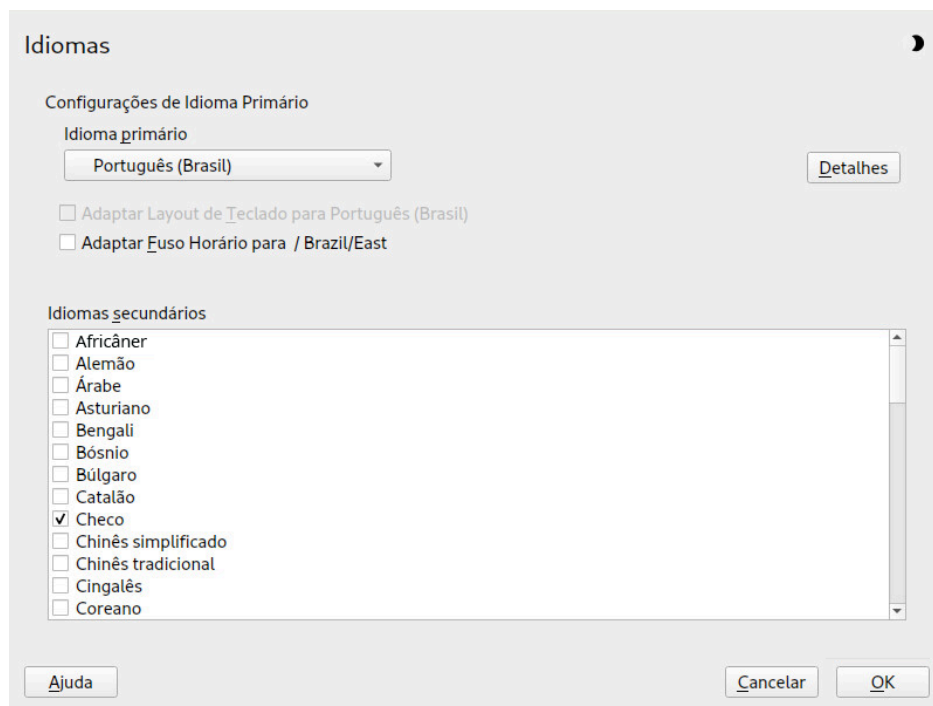 Idiomas
Configurações de Idioma Primário
Idioma primário
Português (Brasil)
Detalhes
Adaptar Layout de Teclado para Português (Brasil)
Adaptar Fuso Horário para / Brazil/East
Idiomas secundários
Africâner
Alemão
Árabe
Asturiano
Bengali
Bósnio
Búlgaro
Catalão
Checo
Chinês simplificado
Chinês tradicional
Cingalês
Coreano
Ajuda
Cancelar
OK